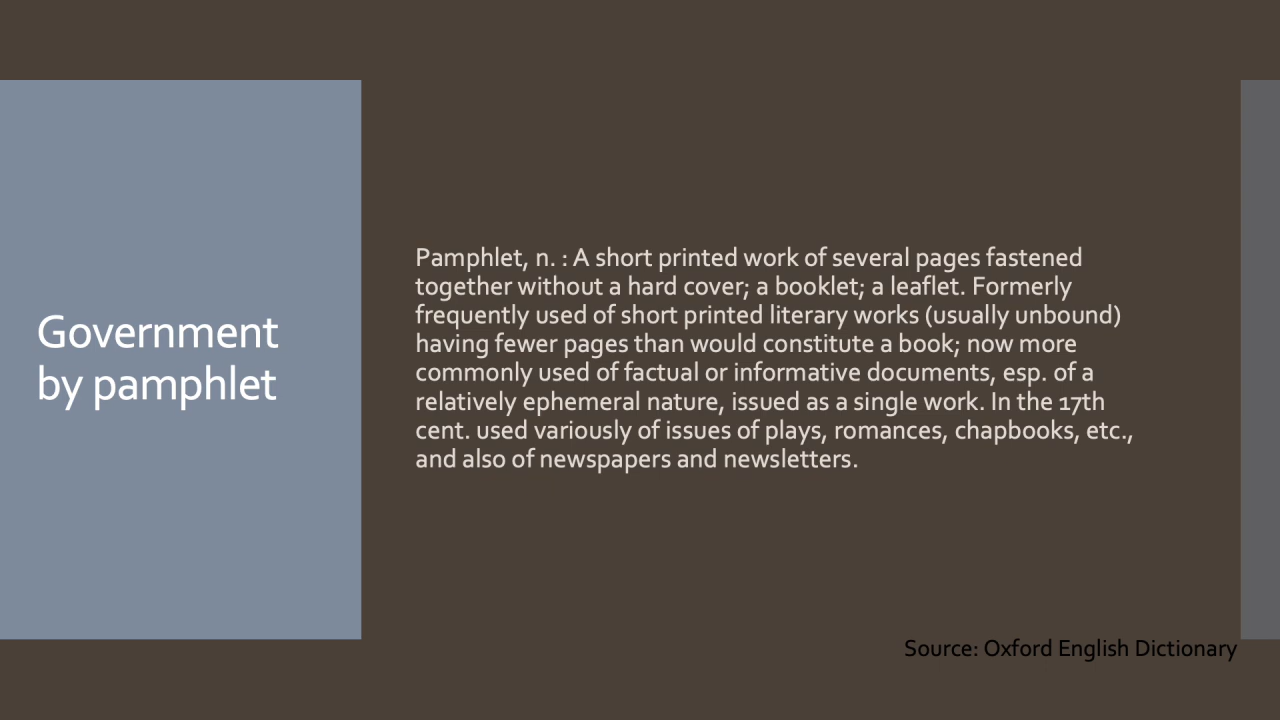 Government
by pamphlet
Pamphlet, n. : A short printed work of several pages fastened
together without a hard cover; a booklet; a leaflet. Formerly
frequently used of short printed literary works (usually unbound)
having fewer pages than would constitute a book; now more
commonly used of factual or informative documents, esp. of a
relatively ephemeral nature, issued as a single work. In the 17th
cent. used variously of issues of plays, romances, chapbooks, etc.,
and also of newspapers and newsletters.
Source: Oxford English Dictionary